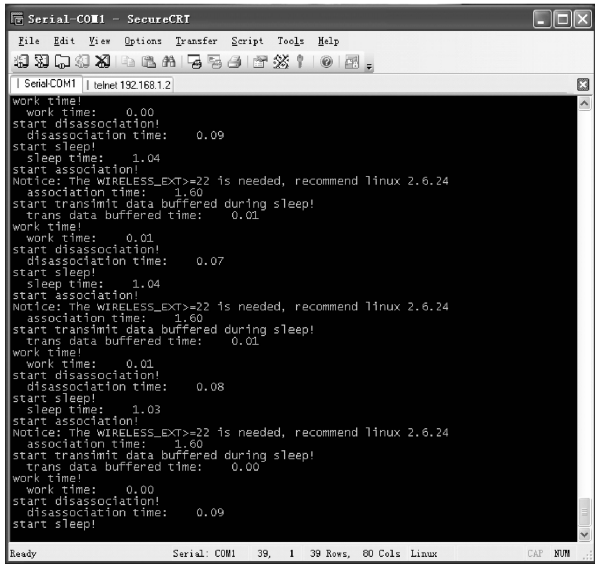 Serial-COM1 - SecureCRT
File Edit View Options Transfer Script Tools Help
Serial-COM1 | telnet 192.168.1.2
work time!
work time: 0.00
start disassociation!
disassociation time: 0.09
start sleep!
sleep time: 1.04
start association!
Notice: The WIRELESS_EXT>=22 is needed, recommend linux 2.6.24
association time: 1.60
start transimit data buffered during sleep!
trans data buffered time: 0.01
work time!
work time: 0.01
start disassociation!
disassociation time: 0.07
start sleep!
sleep time: 1.04
start association!
Notice: The WIRELESS_EXT>=22 is needed, recommend linux 2.6.24
association time: 1.60
start transimit data buffered during sleep!
trans data buffered time: 0.01
work time!
work time: 0.01
start disassociation!
disassociation time: 0.08
start sleep!
sleep time: 1.03
start association!
Notice: The WIRELESS_EXT>=22 is needed, recommend linux 2.6.24
association time: 1.60
start transimit data buffered during sleep!
trans data buffered time: 0.00
work time!
work time: 0.00
start disassociation!
disassociation time: 0.09
start sleep!
Ready Serial: COM1 39, 1 39 Rows, 80 Cols Linux CAP NUM